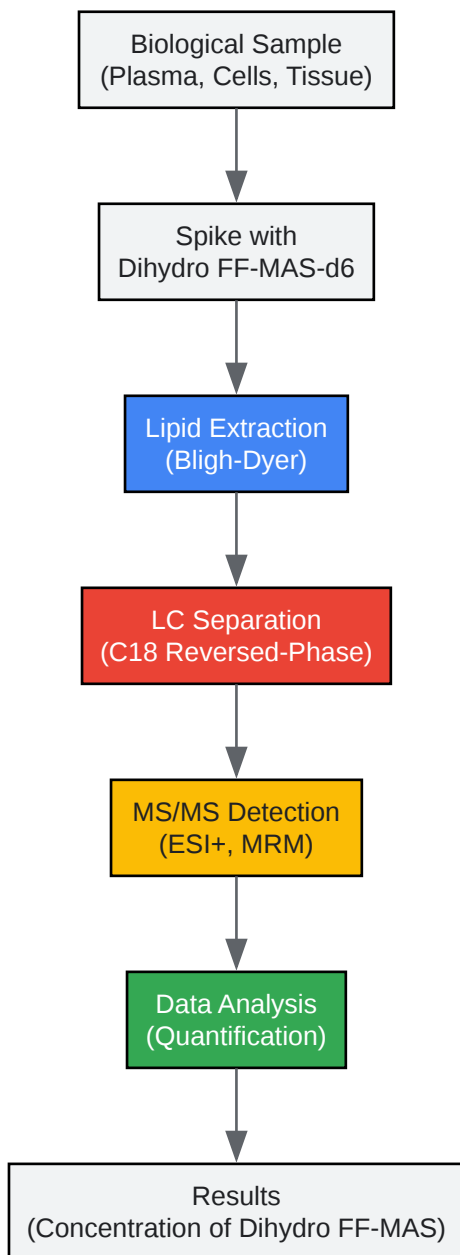 Biological Sample
(Plasma, Cells, Tissue)
Spike with
Dihydro FF-MAS-d6
Lipid Extraction
(Bligh-Dyer)
LC Separation
(C18 Reversed-Phase)
MS/MS Detection
(ESI+, MRM)
Data Analysis
(Quantification)
Results
(Concentration of Dihydro FF-MAS)